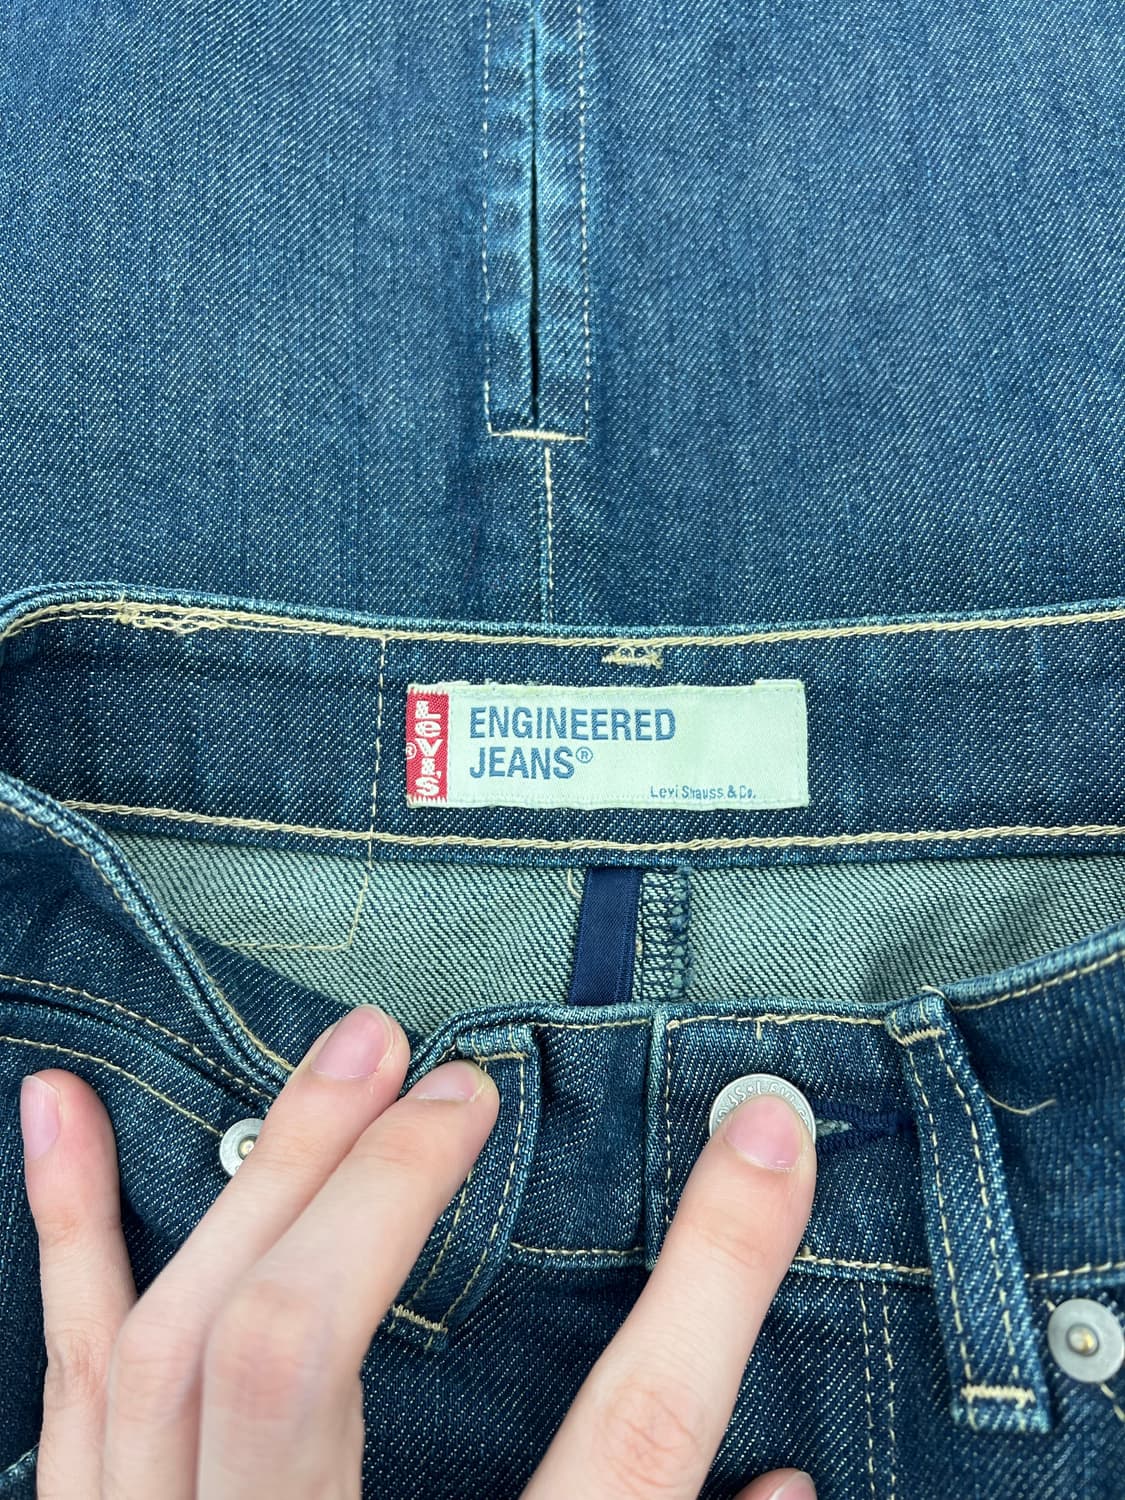 LEVI'S
®
ENGINEERED
JEANS®
Levi Strauss & Co.